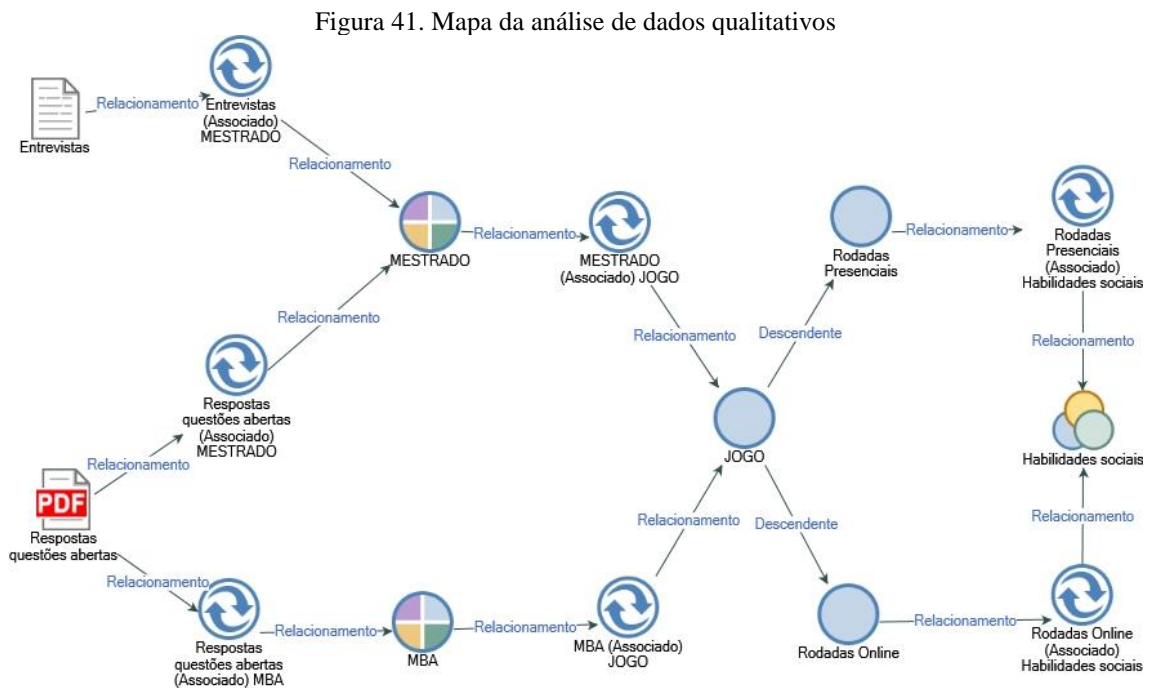 Figura 41. Mapa da análise de dados qualitativos
Relacionamento
Entrevistas
Entrevistas
(Associado)
MESTRADO
Relacionamento
MESTRADO
Relacionamento
MESTRADO
(Associado) JOGO
Relacionamento
Respostas
questões abertas
(Associado)
MESTRADO
Relacionamento
PDF
Respostas
questões abertas
Relacionamento
Respostas
questões abertas
(Associado) MBA
Relacionamento
MBA
Relacionamento
MBA (Associado)
JOGO
Relacionamento
Relacionamento
JOGO
Descendente
Rodadas
Presenciais
Relacionamento
Rodadas
Presenciais
(Associado)
Habilidades sociais
Relacionamento
Habilidades sociais
Descendente
Rodadas Online
Relacionamento
Rodadas Online
(Associado)
Habilidades sociais
Relacionamento